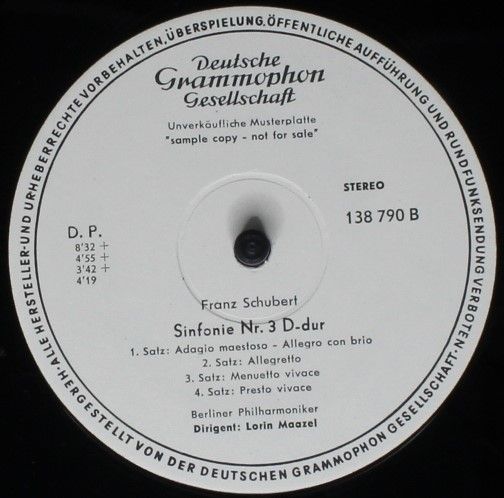 ALLE HERSTELLER- UND URHEBERRECHTE VORBEHALTEN, ÜBERSPIELUNG, ÖFFENTLICHE AUFFÜHRUNG UND RUNDFUNKSENDUNG VERBOTEN · HERGESTELLT VON DER DEUTSCHEN GRAMMOPHON GESELLSCHAFT ·
Deutsche
Grammophon
Gesellschaft
Unverkäufliche Musterplatte
"sample copy - not for sale"
STEREO
138 790 B
D. P.
8'32 +
4'55 +
3'42 +
4'19
Franz Schubert
Sinfonie Nr. 3 D-dur
1. Satz: Adagio maestoso - Allegro con brio
2. Satz: Allegretto
3. Satz: Menuetto vivace
4. Satz: Presto vivace
Berliner Philharmoniker
Dirigent: Lorin Maazel